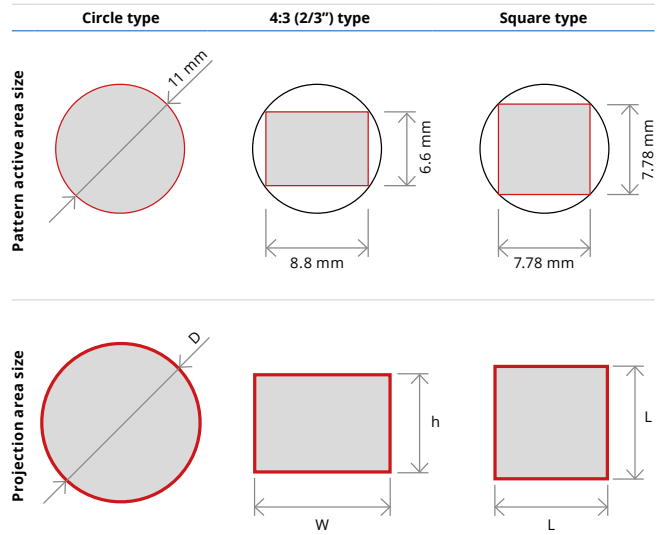 Circle type
4:3 (2/3”) type
Square type
Pattern active area size
11 mm
6.6 mm
8.8 mm
7.78 mm
7.78 mm
Projection area size
D
h
W
L
L